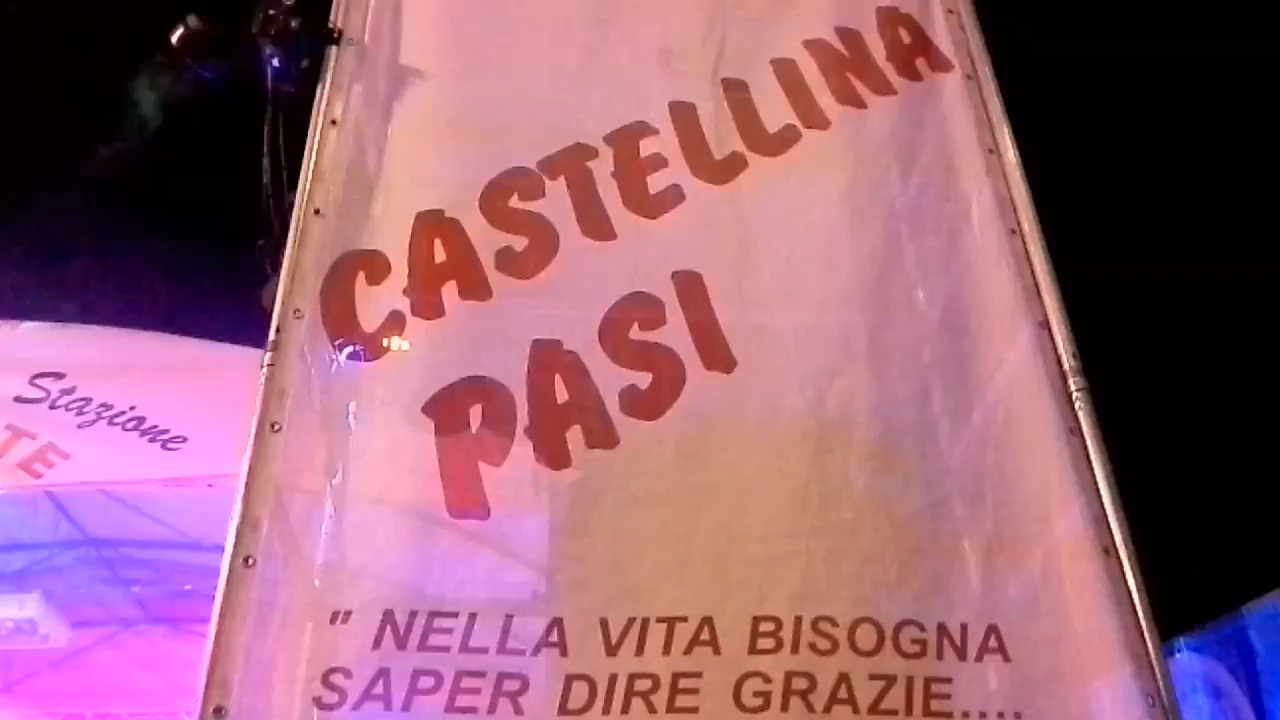 CASTELLINA
PASI
Stazione
TE
" NELLA VITA BISOGNA
SAPER DIRE GRAZIE....